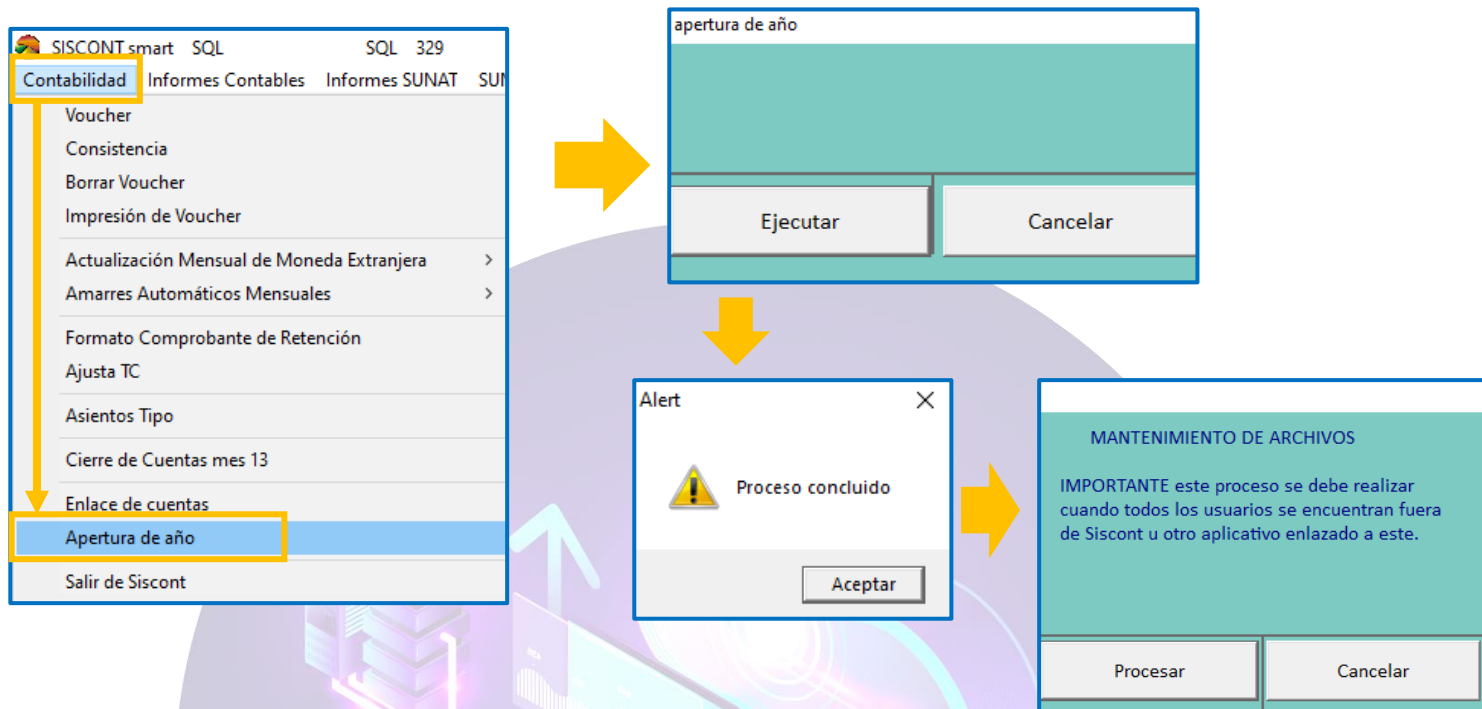 SISCONT smart SQL SQL 329
Contabilidad Informes Contables Informes SUNAT
Voucher
Consistencia
Borrar Voucher
Impresión de Voucher
Actualización Mensual de Moneda Extranjera >
Amarres Automáticos Mensuales >
Formato Comprobante de Retención
Ajusta TC
Asientos Tipo
Cierre de Cuentas mes 13
Enlace de cuentas
Apertura de año
Salir de Siscont
apertura de año
Ejecutar Cancelar
Alert
Proceso concluido
Aceptar
MANTENIMIENTO DE ARCHIVOS
IMPORTANTE este proceso se debe realizar
cuando todos los usuarios se encuentran fuera
de Siscont u otro aplicativo enlazado a este.
Procesar Cancelar